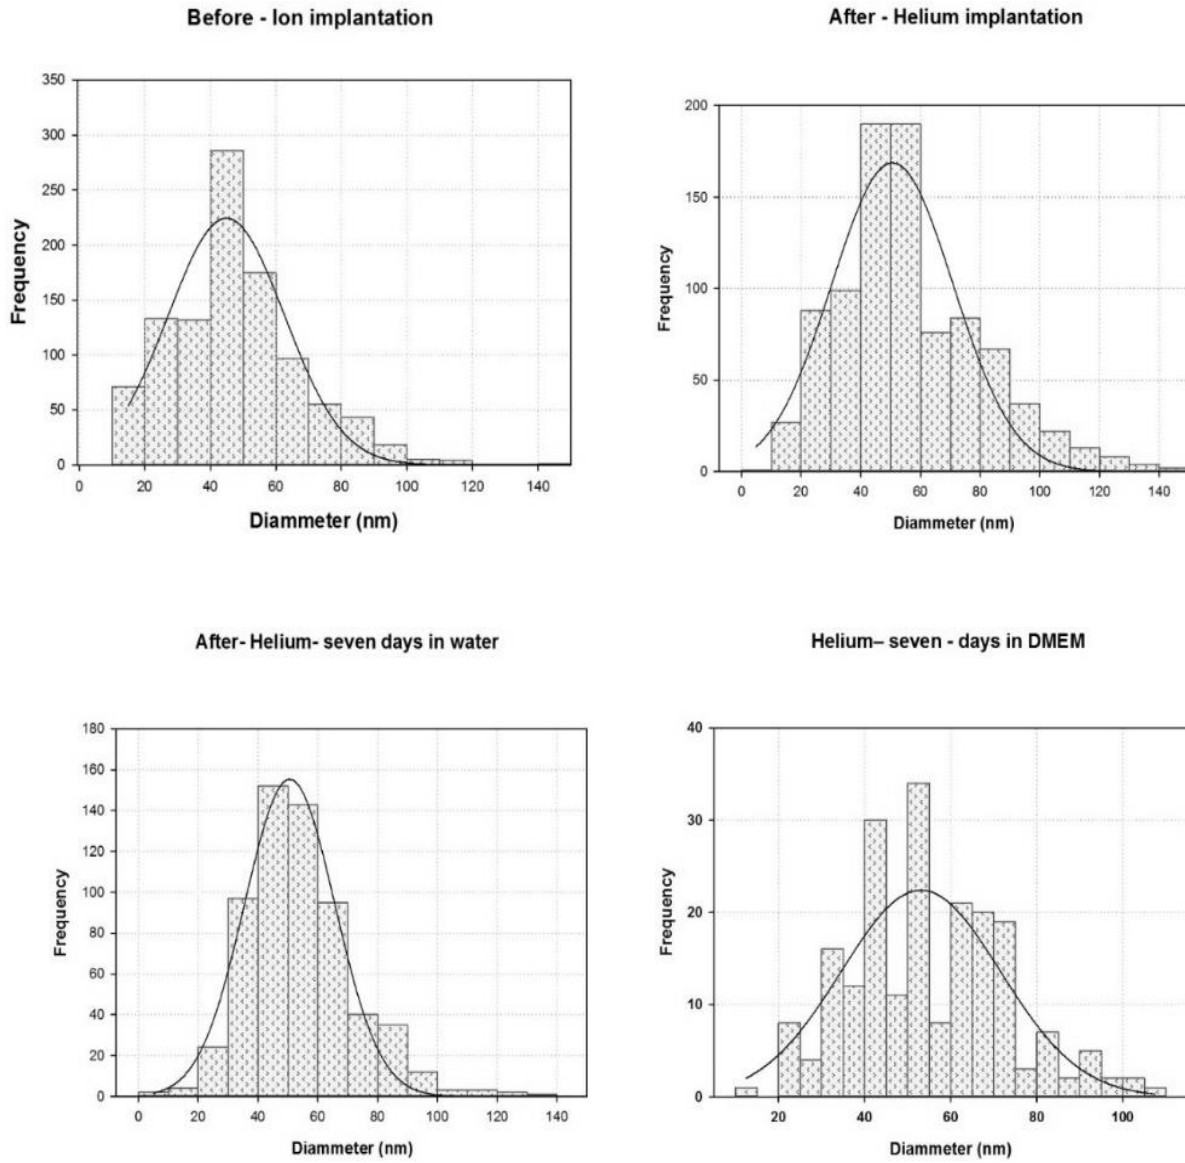 Before - Ion implantation
350
300
250
200
150
100
50
0
Frequency
0 20 40 60 80 100 120 140
Diammeter (nm)
After - Helium implantation
200
150
100
50
0
Frequency
0 20 40 60 80 100 120 140
Diammeter (nm)
After- Helium- seven days in water
180
160
140
120
100
80
60
40
20
0
Frequency
0 20 40 60 80 100 120 140
Diammeter (nm)
Helium– seven - days in DMEM
40
30
20
10
0
Frequency
20 40 60 80 100
Diammeter (nm)